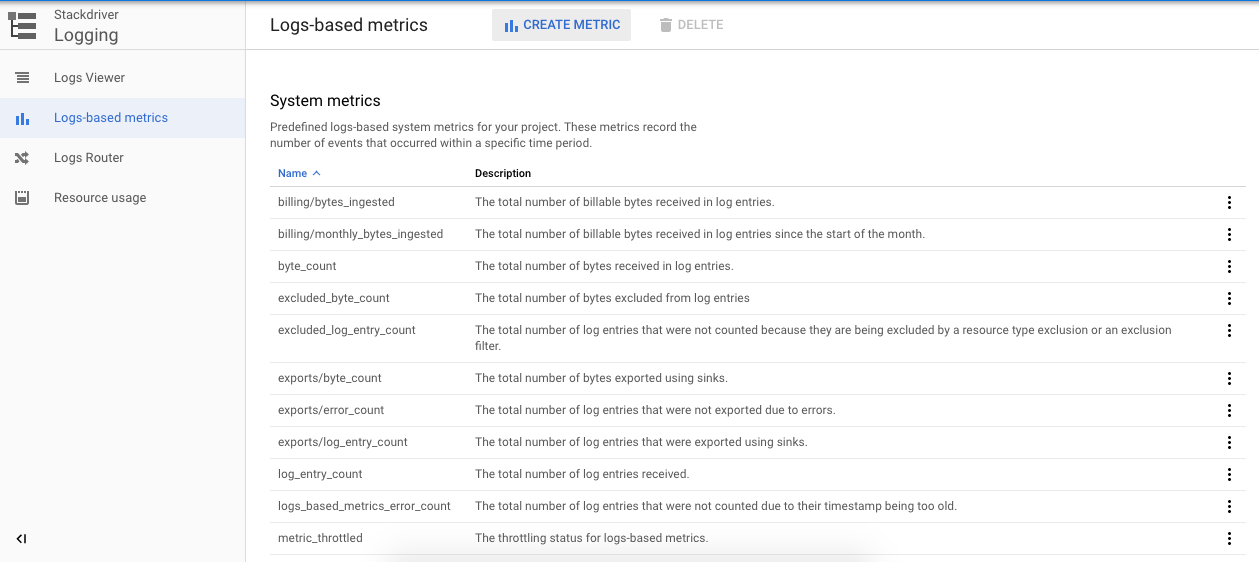 Stackdriver
Logging
Logs-based metrics
CREATE METRIC
DELETE
Logs Viewer
Logs-based metrics
Logs Router
Resource usage
System metrics
Predefined logs-based system metrics for your project. These metrics record the
number of events that occurred within a specific time period.
Name Description
billing/bytes_ingested The total number of billable bytes received in log entries.
billing/monthly_bytes_ingested The total number of billable bytes received in log entries since the start of the month.
byte_count The total number of bytes received in log entries.
excluded_byte_count The total number of bytes excluded from log entries
excluded_log_entry_count The total number of log entries that were not counted because they are being excluded by a resource type exclusion or an exclusion
filter.
exports/byte_count The total number of bytes exported using sinks.
exports/error_count The total number of log entries that were not exported due to errors.
exports/log_entry_count The total number of log entries that were exported using sinks.
log_entry_count The total number of log entries received.
logs_based_metrics_error_count The total number of log entries that were not counted due to their timestamp being too old.
metric_throttled The throttling status for logs-based metrics.